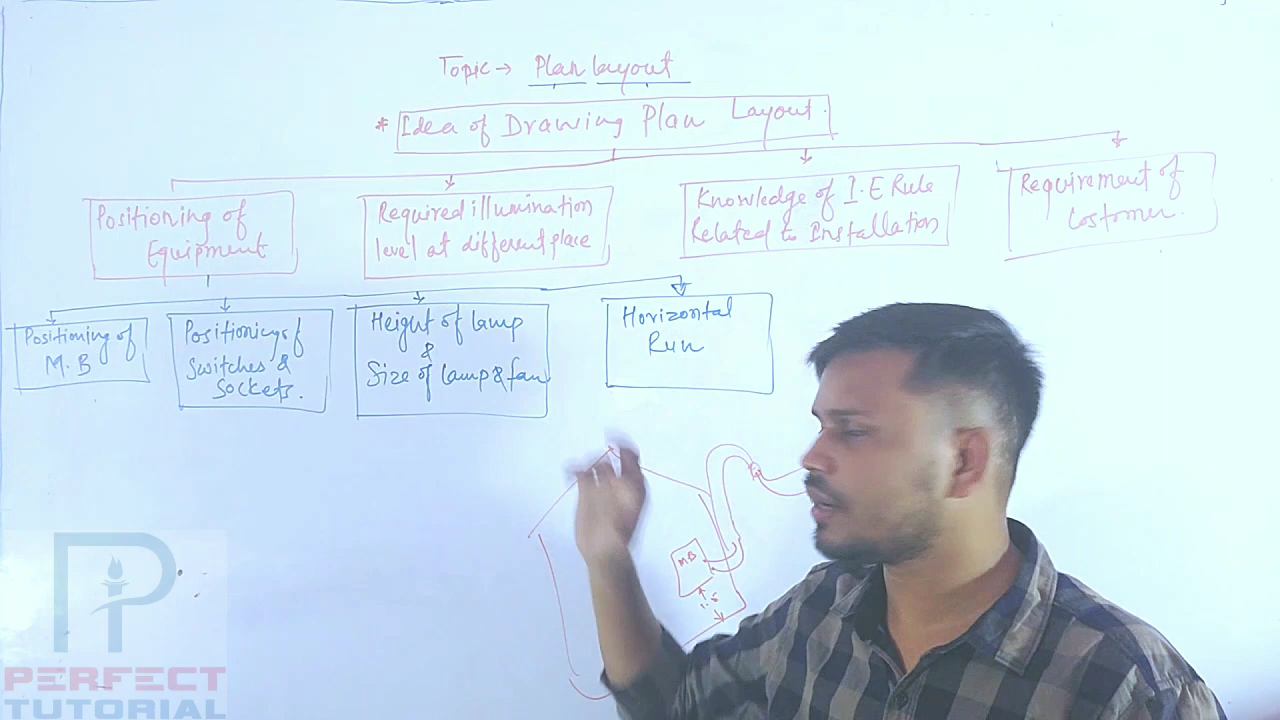 Topic → Plan layout
* Idea of Drawing Plan Layout.
Positioning of
Equipment
Required illumination
level at different place
Knowledge of I.E Rule
Related to Installation
Requirement of
Costomer.
Positioning of
M.B
Positioning of
Switches &
Sockets.
Height of lamp
&
Size of lamp & fan
Horizontal
Run
MB
PERFECT
TUTORIAL